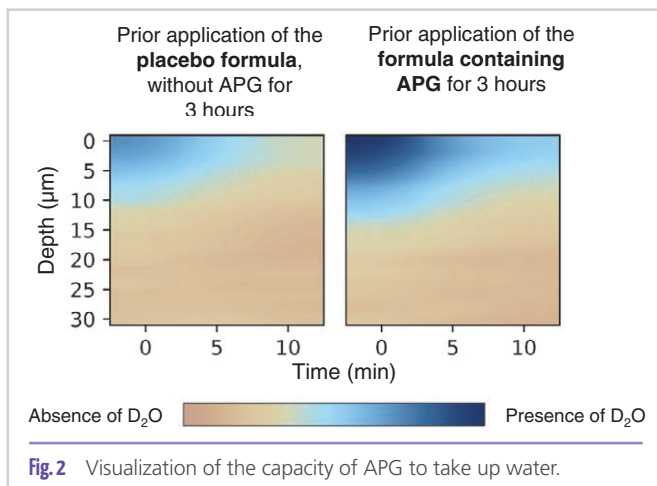 Prior application of the
placebo formula,
without APG for
3 hours
Prior application of the
formula containing
APG for 3 hours
Depth (µm)
0
5
10
15
20
25
30
0 5 10
0 5 10
Time (min)
Absence of D₂O
Presence of D₂O
Fig. 2 Visualization of the capacity of APG to take up water.